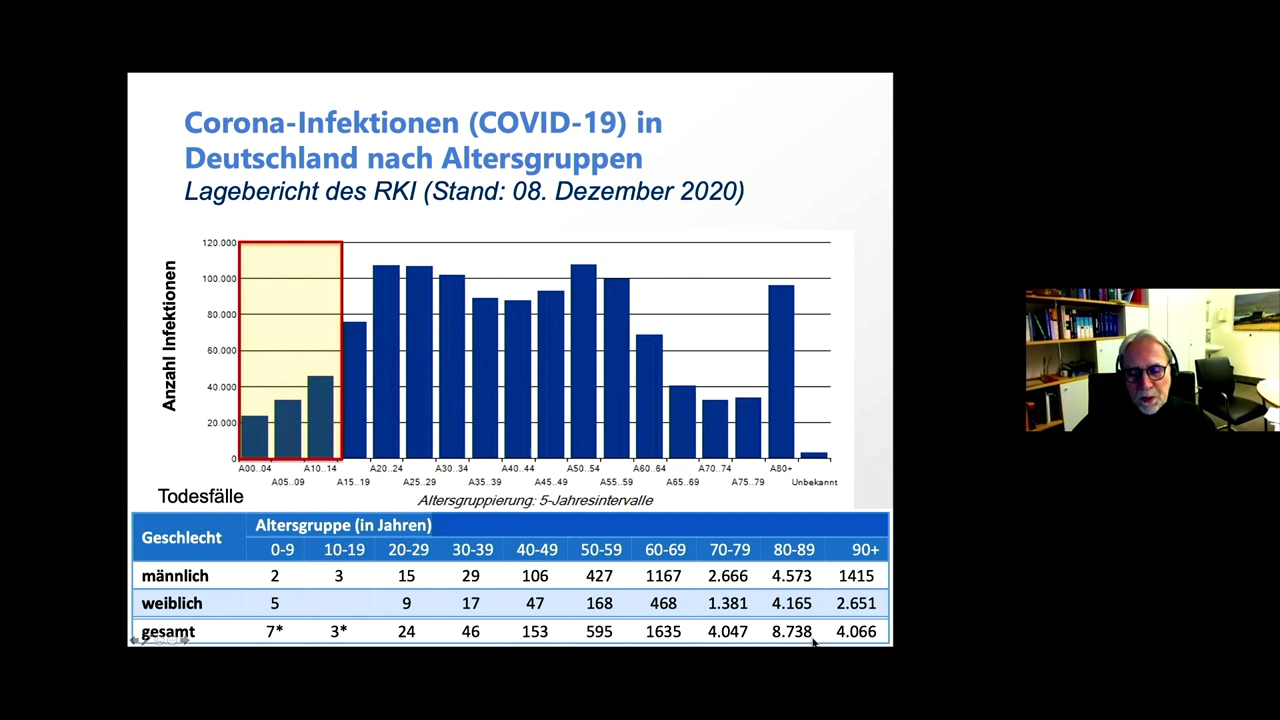 Corona-Infektionen (COVID-19) in
Deutschland nach Altersgruppen
Lagebericht des RKI (Stand: 08. Dezember 2020)
Anzahl Infektionen
120.000
100.000
80.000
60.000
40.000
20.000
0
A00..04 A10..14 A20..24 A30..34 A40..44 A50..54 A60..64 A70..74 A80+
A05..09 A15..19 A25..29 A35..39 A45..49 A55..59 A65..69 A75..79 Unbekannt
Todesfälle
Altersgruppierung: 5-Jahresintervalle
Geschlecht Altersgruppe (in Jahren)
0-9 10-19 20-29 30-39 40-49 50-59 60-69 70-79 80-89 90+
männlich 2 3 15 29 106 427 1167 2.666 4.573 1415
weiblich 5 9 17 47 168 468 1.381 4.165 2.651
gesamt 7* 3* 24 46 153 595 1635 4.047 8.738 4.066